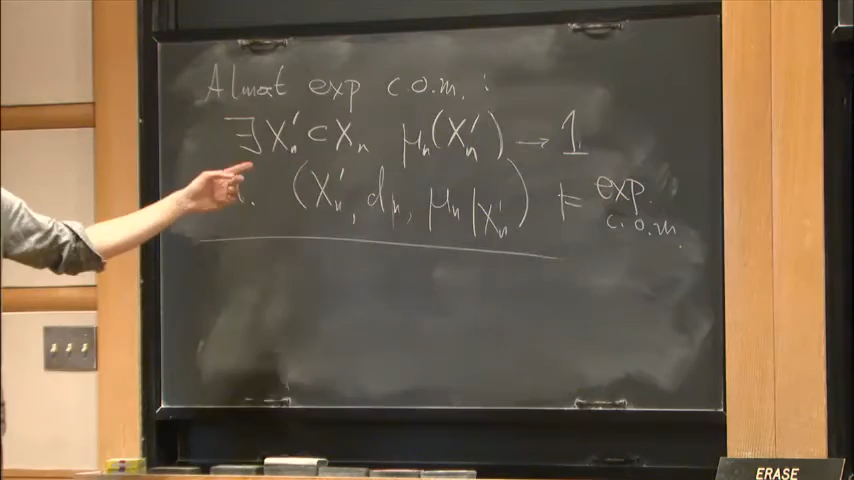 Almost exp c.o.m. :
∃ X'ₙ ⊂ Xₙ μₙ(X'ₙ) → 1
(X'ₙ, dₙ, μₙ|X'ₙ) ⊨ exp. c.o.m.
ERASE